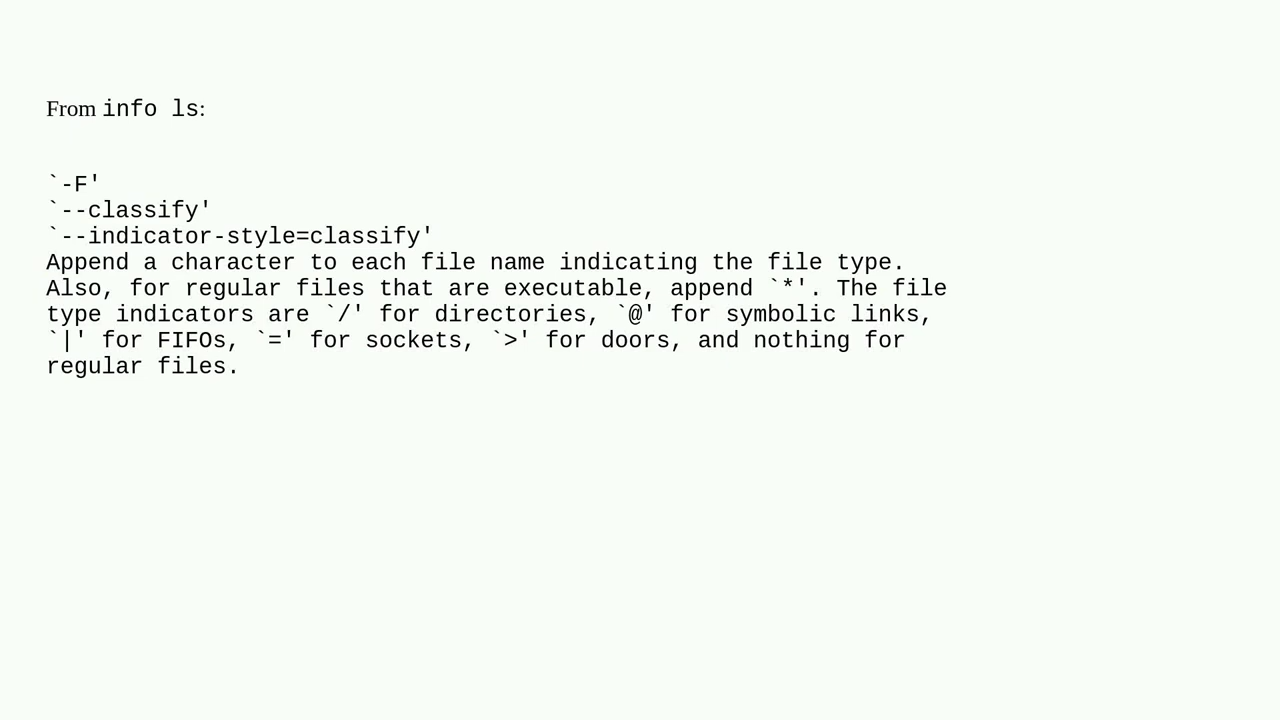 From info ls:
`-F'
`--classify'
`--indicator-style=classify'
Append a character to each file name indicating the file type.
Also, for regular files that are executable, append `*'. The file
type indicators are `/' for directories, `@' for symbolic links,
`|' for FIFOs, `=' for sockets, `>' for doors, and nothing for
regular files.